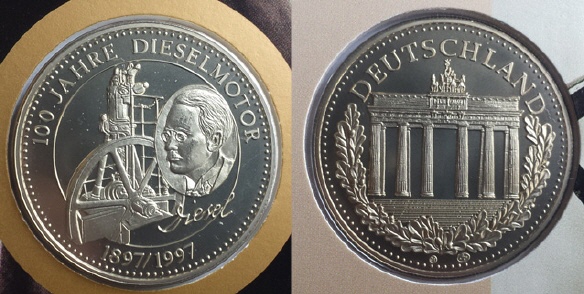 100 JAHRE DIESELMOTOR
Diesel
1897/1997
DEUTSCHLAND